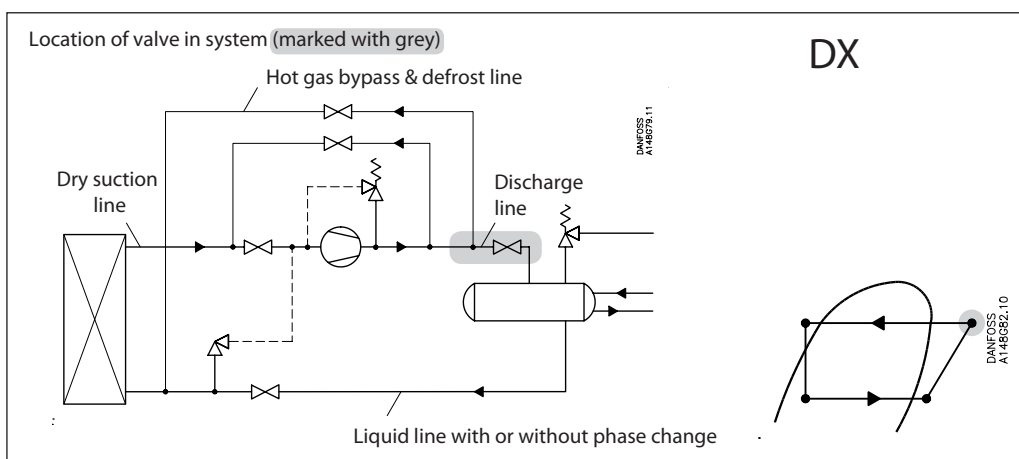 Location of valve in system (marked with grey)
DX
Hot gas bypass & defrost line
DANFOSS
A148G79.11
Dry suction
line
Discharge
line
DANFOSS
A148G82.10
Liquid line with or without phase change